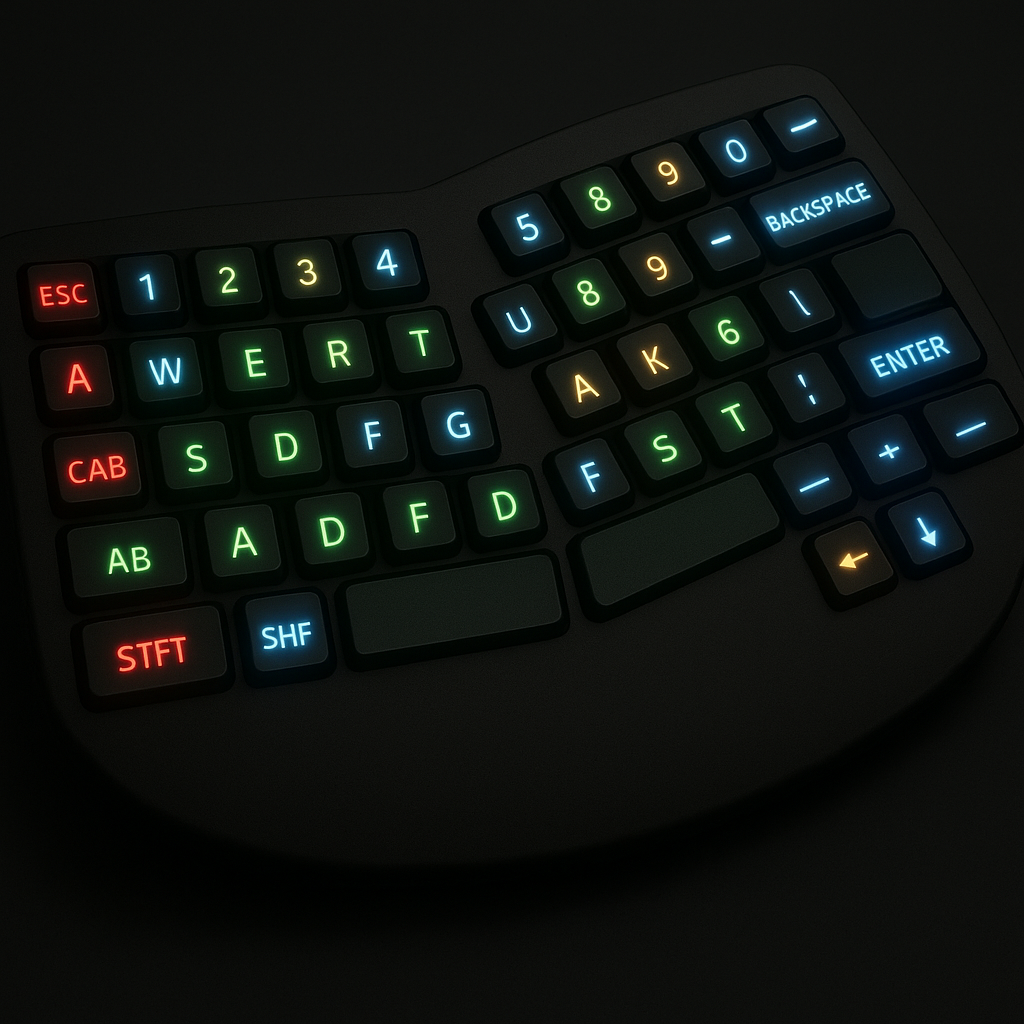 ESC 1 2 3 4
5 8 9 0 —
A W E R T
U 8 9 - BACKSPACE
CAB S D F G
A K 6 \
AB A D F D
F S T ¦ ENTER
STFT SHF
— + —
← ↓